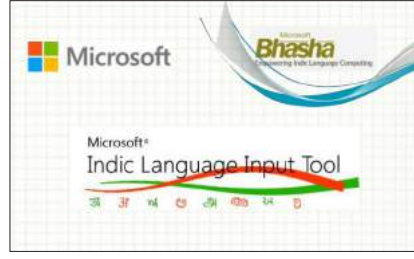 Microsoft
Microsoft
Bhasha
Empowering Indic Language Computing
Microsoft®
Indic Language Input Tool
অ अ அ അ